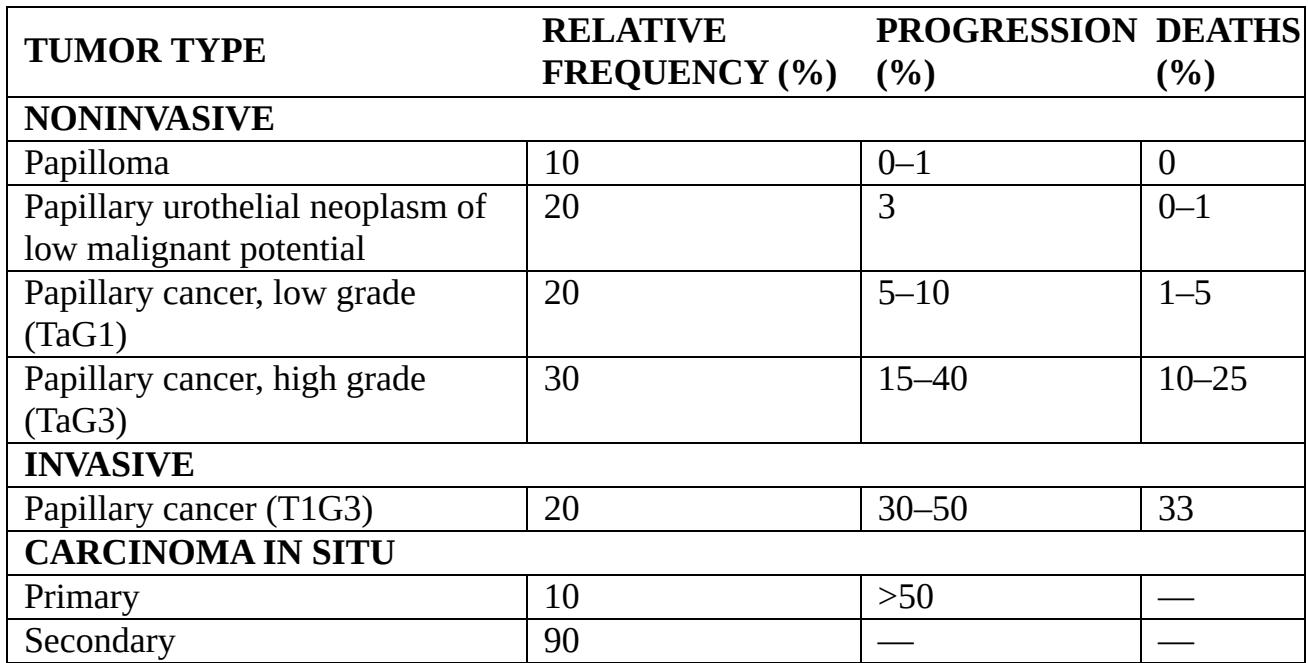 TUMOR TYPE RELATIVE FREQUENCY (%) PROGRESSION (%) DEATHS (%)
NONINVASIVE
Papilloma 10 0–1 0
Papillary urothelial neoplasm of 20 3 0–1
low malignant potential
Papillary cancer, low grade 20 5–10 1–5
(TaG1)
Papillary cancer, high grade 30 15–40 10–25
(TaG3)
INVASIVE
Papillary cancer (T1G3) 20 30–50 33
CARCINOMA IN SITU
Primary 10 >50 —
Secondary 90 — —